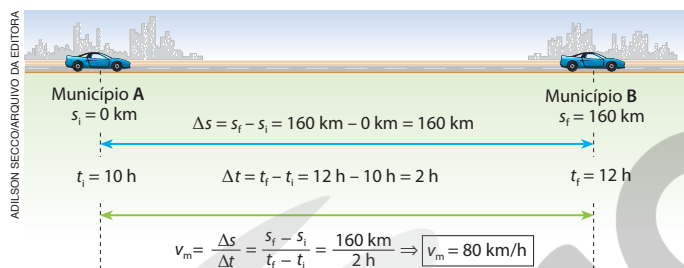 ADILSON SECCO/ARQUIVO DA EDITORA
Município A
sᵢ = 0 km
Município B
s_f = 160 km
Δs = s_f – sᵢ = 160 km – 0 km = 160 km
tᵢ = 10 h
Δt = t_f – tᵢ = 12 h – 10 h = 2 h
t_f = 12 h
v_m = Δs/Δt = (s_f – sᵢ)/(t_f – tᵢ) = 160 km/2 h ⇒ v_m = 80 km/h